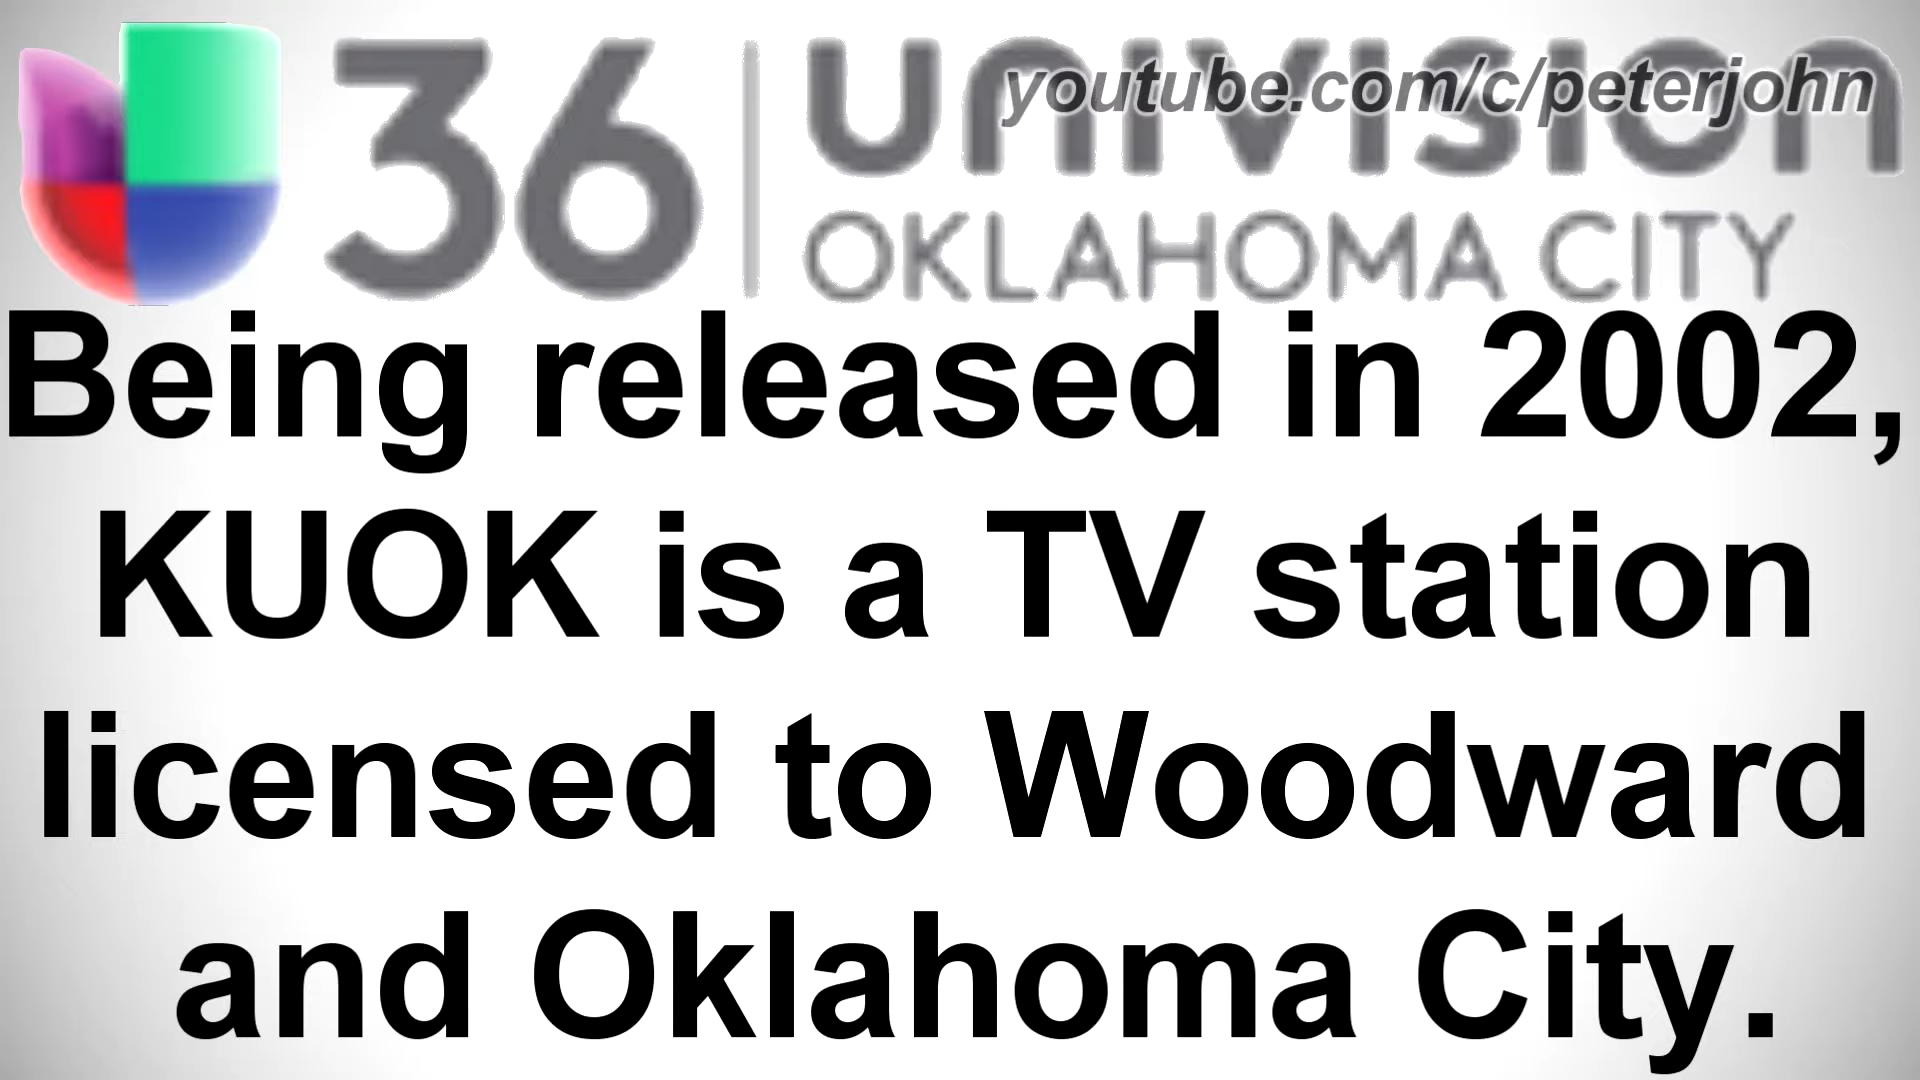 36 UNIVISION
youtube.com/c/peterjohn
OKLAHOMA CITY
Being released in 2002,
KUOK is a TV station
licensed to Woodward
and Oklahoma City.